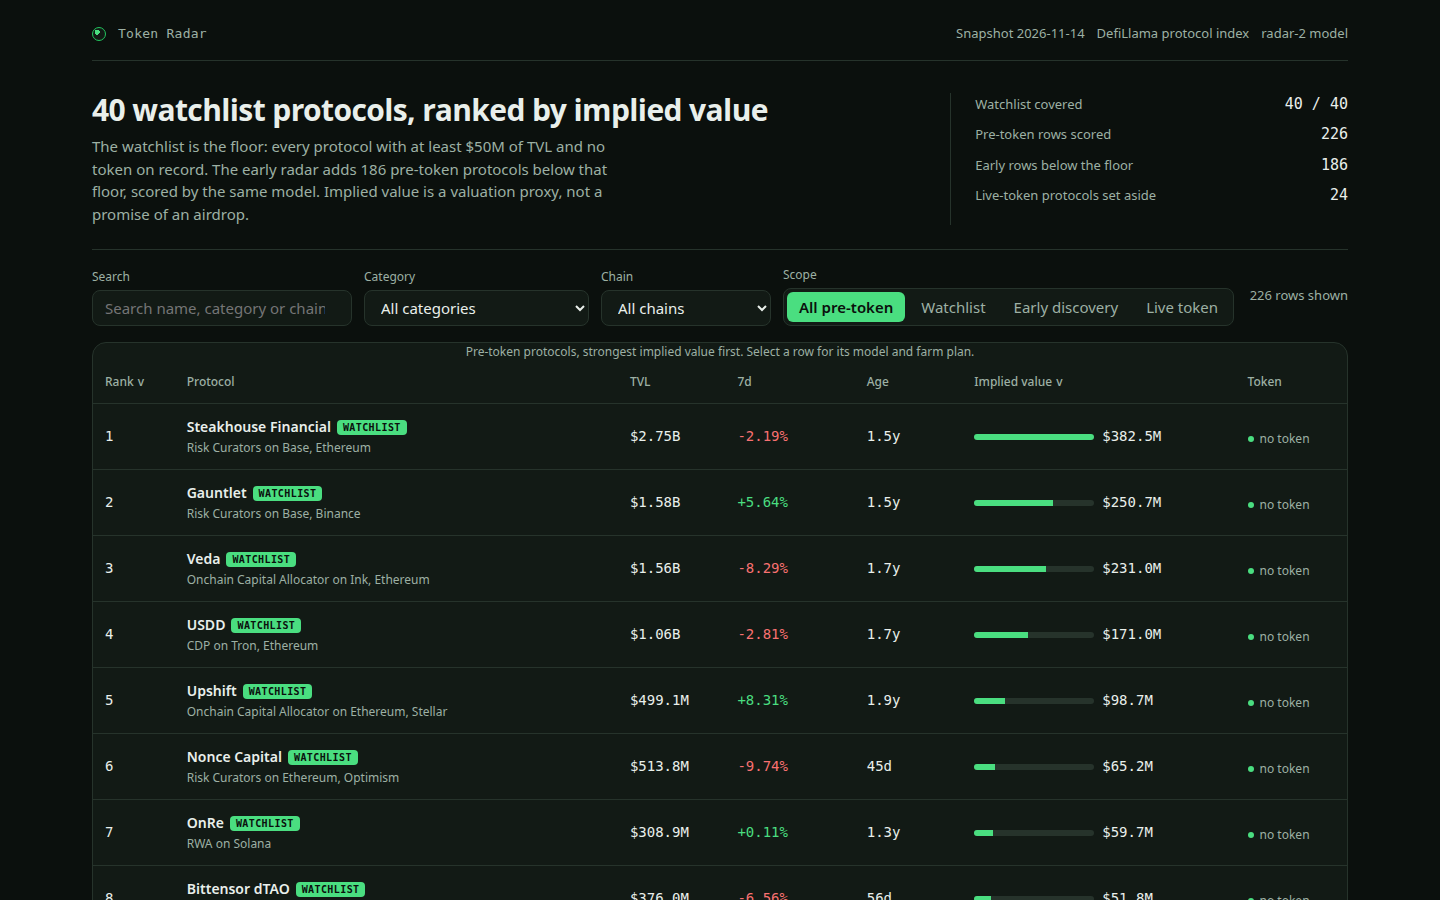 Token Radar
Snapshot 2026-11-14 DefiLlama protocol index radar-2 model
40 watchlist protocols, ranked by implied value
The watchlist is the floor: every protocol with at least $50M of TVL and no
token on record. The early radar adds 186 pre-token protocols below that
floor, scored by the same model. Implied value is a valuation proxy, not a
promise of an airdrop.
Watchlist covered 40 / 40
Pre-token rows scored 226
Early rows below the floor 186
Live-token protocols set aside 24
Search Category Chain Scope
Search name, category or chain All categories All chains All pre-token Watchlist Early discovery Live token 226 rows shown
Pre-token protocols, strongest implied value first. Select a row for its model and farm plan.
Rank v Protocol TVL 7d Age Implied value v Token
1 Steakhouse Financial WATCHLIST $2.75B -2.19% 1.5y $382.5M no token
Risk Curators on Base, Ethereum
2 Gauntlet WATCHLIST $1.58B +5.64% 1.5y $250.7M no token
Risk Curators on Base, Binance
3 Veda WATCHLIST $1.56B -8.29% 1.7y $231.0M no token
Onchain Capital Allocator on Ink, Ethereum
4 USDD WATCHLIST $1.06B -2.81% 1.7y $171.0M no token
CDP on Tron, Ethereum
5 Upshift WATCHLIST $499.1M +8.31% 1.9y $98.7M no token
Onchain Capital Allocator on Ethereum, Stellar
6 Nonce Capital WATCHLIST $513.8M -9.74% 45d $65.2M no token
Risk Curators on Ethereum, Optimism
7 OnRe WATCHLIST $308.9M +0.11% 1.3y $59.7M no token
RWA on Solana
8 Bittensor dTAO WATCHLIST $376.0M -6.56% 56d $51.8M no token